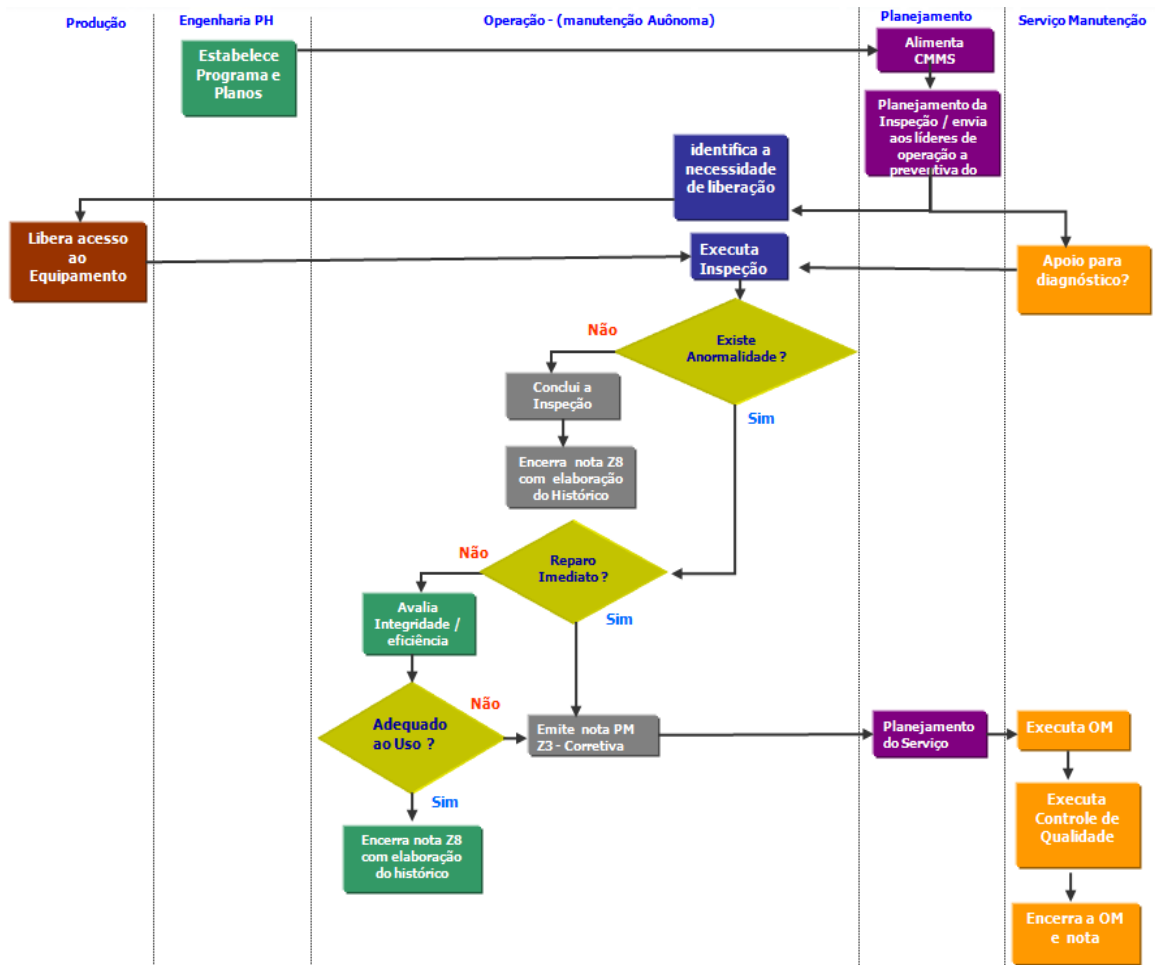 Produção
Engenharia PH
Operação - (manutenção Auônoma)
Planejamento
Serviço Manutenção
Estabelece
Programa e
Planos
Alimenta
CMMS
Planejamento da
Inspeção / envia
aos líderes de
operação a
preventiva do
identifica a
necessidade
de liberação
Libera acesso
ao
Equipamento
Executa
Inspeção
Apoio para
diagnóstico?
Existe
Anormalidade ?
Não
Sim
Conclui a
Inspeção
Encerra nota Z8
com elaboração
do Histórico
Reparo
Imediato ?
Não
Sim
Avalia
Integridade /
eficiência
Adequado
ao Uso ?
Não
Sim
Emite nota PM
Z3 - Corretiva
Planejamento
do Serviço
Executa OM
Executa
Controle de
Qualidade
Encerra nota Z8
com elaboração
do histórico
Encerra a OM
e nota